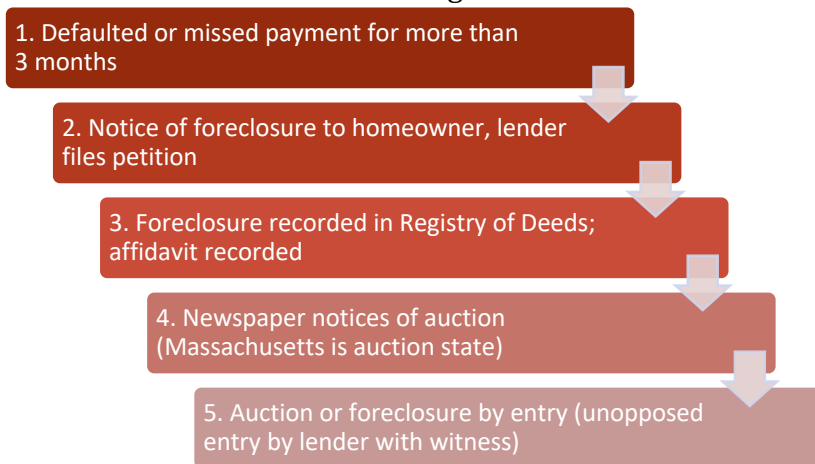 1. Defaulted or missed payment for more than
3 months
2. Notice of foreclosure to homeowner, lender
files petition
3. Foreclosure recorded in Registry of Deeds;
affidavit recorded
4. Newspaper notices of auction
(Massachusetts is auction state)
5. Auction or foreclosure by entry (unopposed
entry by lender with witness)